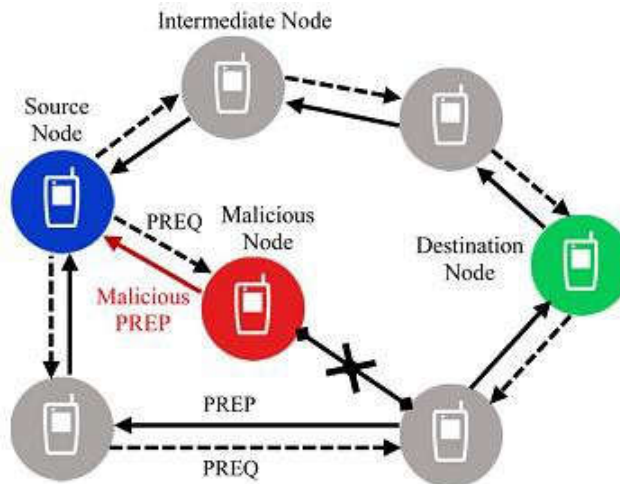 Intermediate Node
Source
Node
PREQ
Malicious
Node
Destination
Node
Malicious
PREP
PREP
PREQ